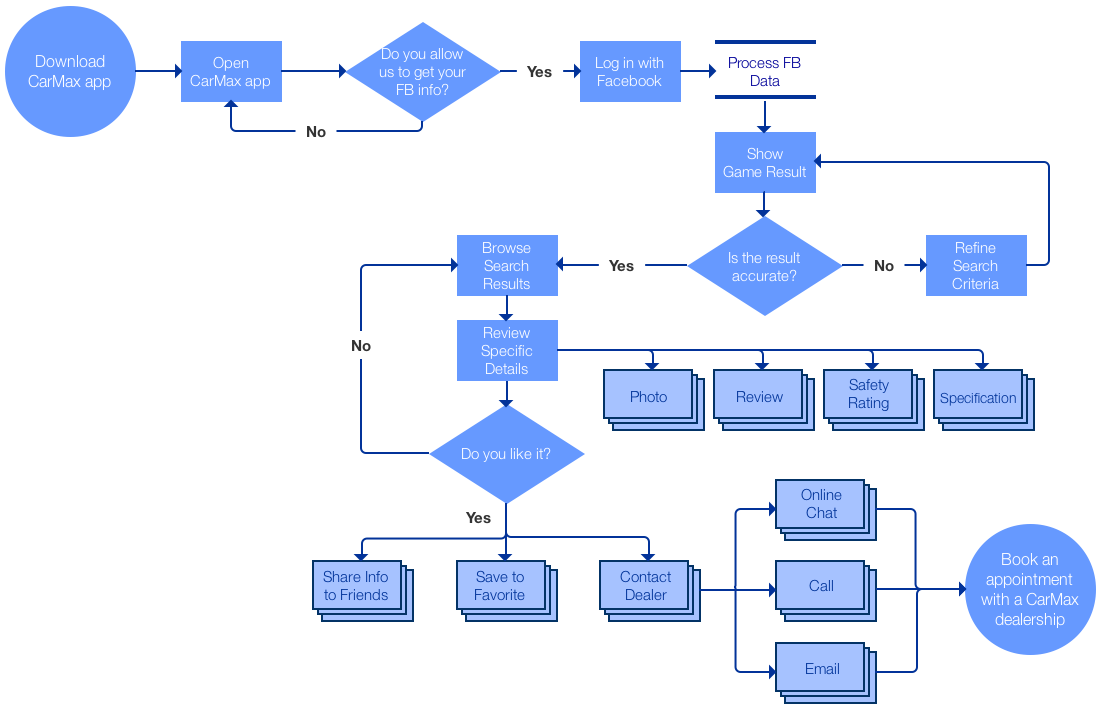 Download
CarMax app
Open
CarMax app
Do you allow
us to get your
FB info?
Yes
Log in with
Facebook
Process FB
Data
No
Show
Game Result
Browse
Search
Results
Yes
Is the result
accurate?
No
Refine
Search
Criteria
No
Review
Specific
Details
Photo
Review
Safety
Rating
Specification
Do you like it?
Yes
Share Info
to Friends
Save to
Favorite
Contact
Dealer
Online
Chat
Call
Email
Book an
appointment
with a CarMax
dealership